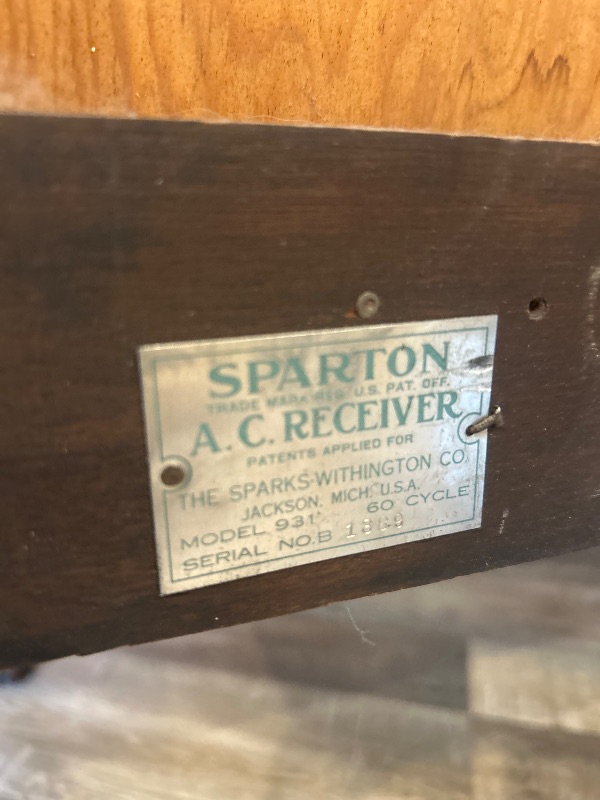 SPARTON
TRADE MARK REG. U.S. PAT. OFF.
A.C. RECEIVER
PATENTS APPLIED FOR
THE SPARKS-WITHINGTON CO.
JACKSON, MICH. U.S.A.
MODEL 931 60 CYCLE
SERIAL NO. B